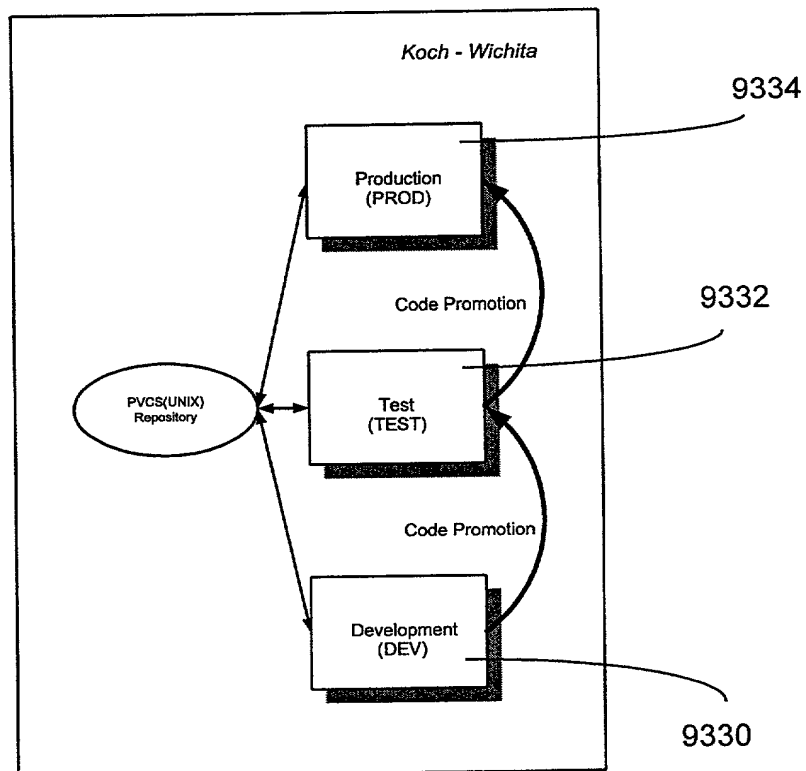 Koch - Wichita
9334
Production
(PROD)
Code Promotion
9332
PVCS(UNIX)
Repository
Test
(TEST)
Code Promotion
Development
(DEV)
9330